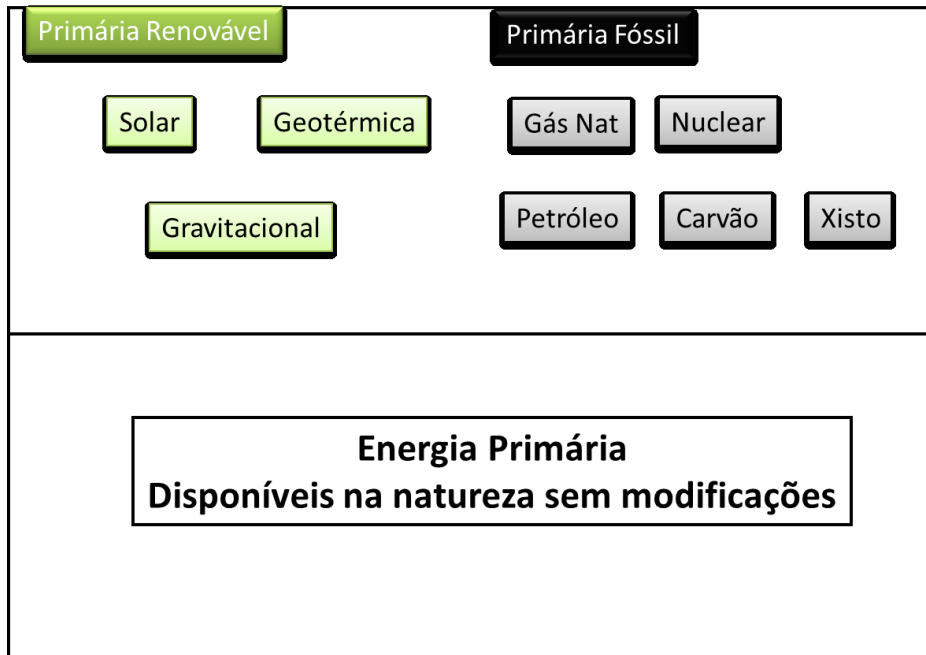 Primária Renovável
Primária Fóssil
Solar
Geotérmica
Gás Nat
Nuclear
Gravitacional
Petróleo
Carvão
Xisto
Energia Primária
Disponíveis na natureza sem modificações